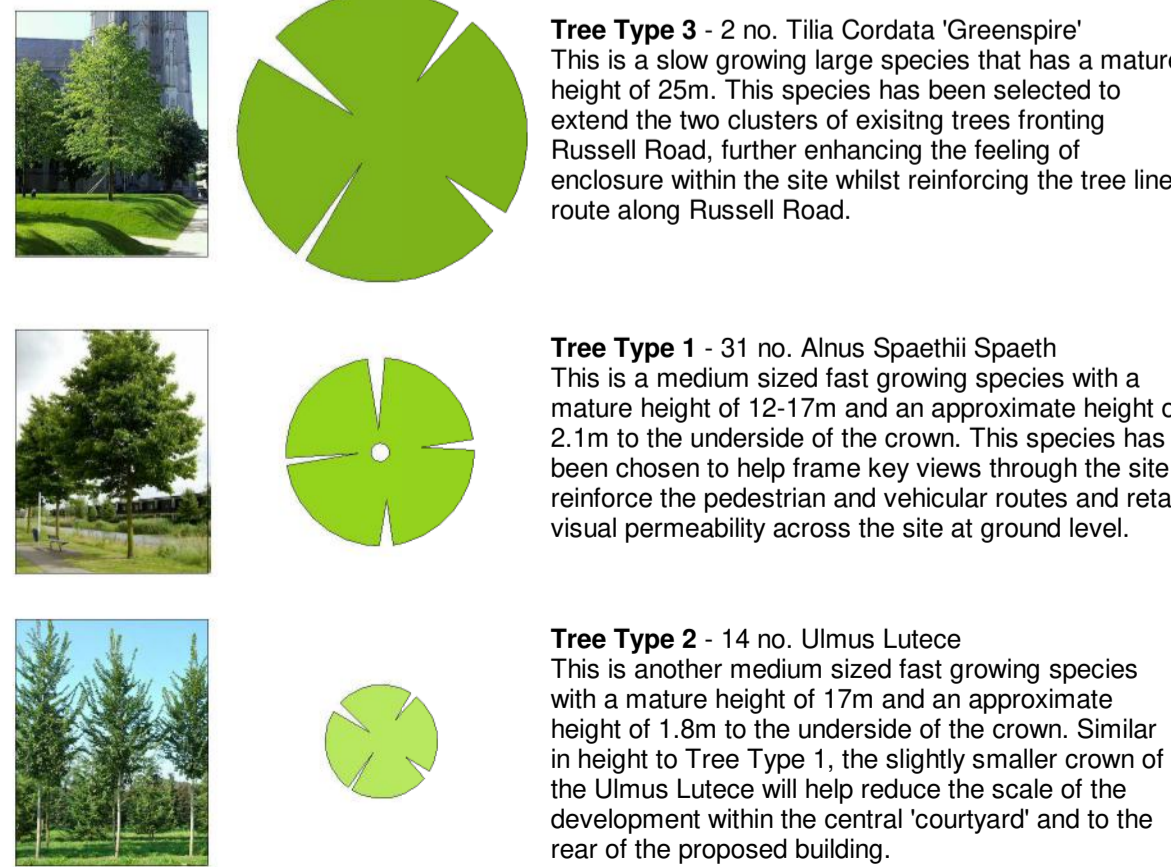 Tree Type 3 - 2 no. Tilia Cordata 'Greenspire'
This is a slow growing large species that has a mature
height of 25m. This species has been selected to
extend the two clusters of exisitng trees fronting
Russell Road, further enhancing the feeling of
enclosure within the site whilst reinforcing the tree line
route along Russell Road.
Tree Type 1 - 31 no. Alnus Spaethii Spaeth
This is a medium sized fast growing species with a
mature height of 12-17m and an approximate height o
2.1m to the underside of the crown. This species has
been chosen to help frame key views through the site
reinforce the pedestrian and vehicular routes and reta
visual permeability across the site at ground level.
Tree Type 2 - 14 no. Ulmus Lutece
This is another medium sized fast growing species
with a mature height of 17m and an approximate
height of 1.8m to the underside of the crown. Similar
in height to Tree Type 1, the slightly smaller crown of
the Ulmus Lutece will help reduce the scale of the
development within the central 'courtyard' and to the
rear of the proposed building.